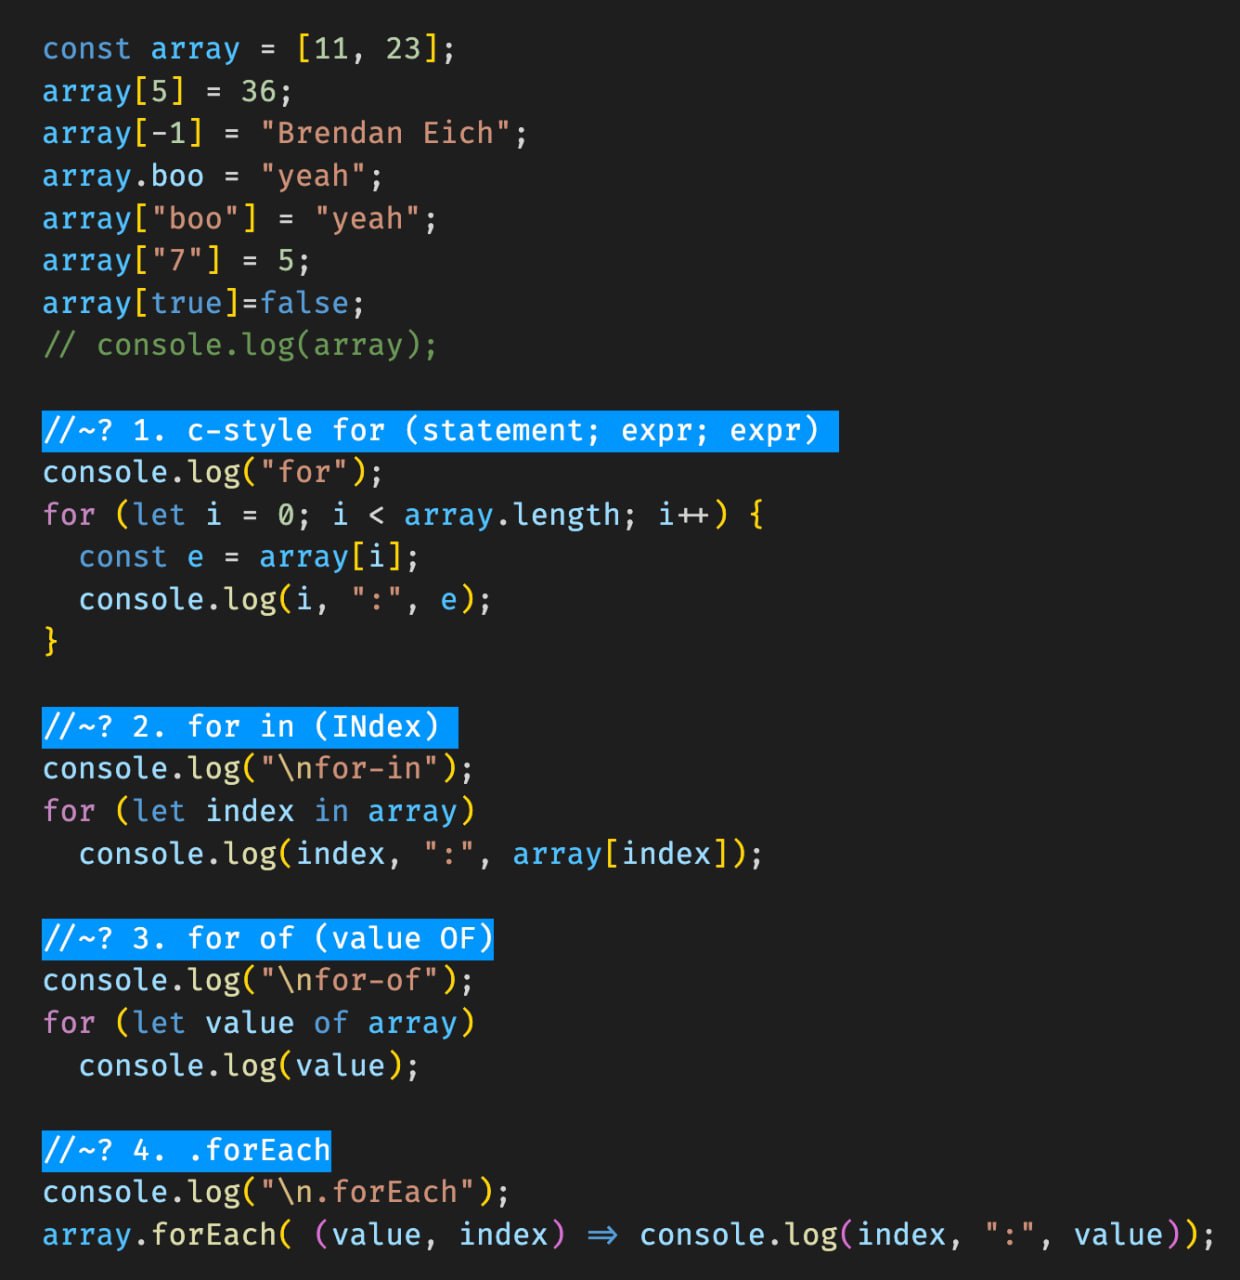 const array = [11, 23];
array[5] = 36;
array[-1] = "Brendan Eich";
array.boo = "yeah";
array["boo"] = "yeah";
array["7"] = 5;
array[true]=false;
// console.log(array);
//~? 1. c-style for (statement; expr; expr)
console.log("for");
for (let i = 0; i < array.length; i++) {
  const e = array[i];
  console.log(i, ":", e);
}
//~? 2. for in (INdex)
console.log("\nfor-in");
for (let index in array)
  console.log(index, ":", array[index]);
//~? 3. for of (value OF)
console.log("\nfor-of");
for (let value of array)
  console.log(value);
//~? 4. .forEach
console.log("\n.forEach");
array.forEach( (value, index) => console.log(index, ":", value));